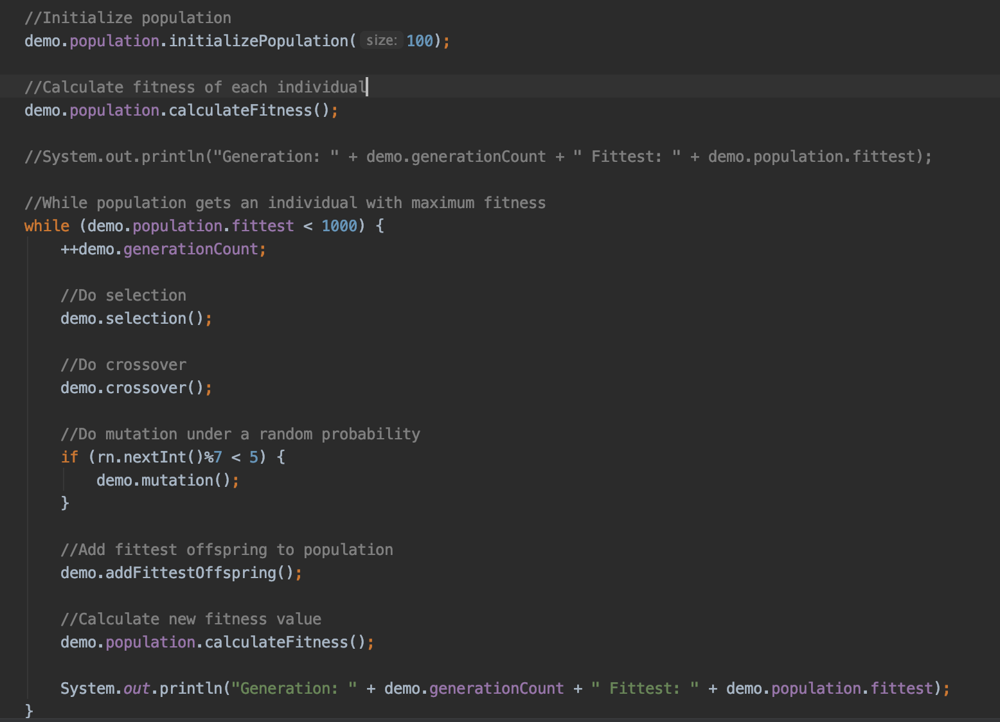 //Initialize population
demo.population.initializePopulation( size: 100);
//Calculate fitness of each individual
demo.population.calculateFitness();
//System.out.println("Generation: " + demo.generationCount + " Fittest: " + demo.population.fittest);
//While population gets an individual with maximum fitness
while (demo.population.fittest < 1000) {
++demo.generationCount;
//Do selection
demo.selection();
//Do crossover
demo.crossover();
//Do mutation under a random probability
if (rn.nextInt()%7 < 5) {
demo.mutation();
}
//Add fittest offspring to population
demo.addFittestOffspring();
//Calculate new fitness value
demo.population.calculateFitness();
System.out.println("Generation: " + demo.generationCount + " Fittest: " + demo.population.fittest);
}